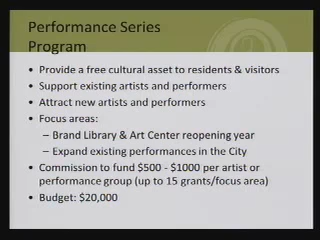 Performance Series
Program
• Provide a free cultural asset to residents & visitors
• Support existing artists and performers
• Attract new artists and performers
• Focus areas:
– Brand Library & Art Center reopening year
– Expand existing performances in the City
• Commission to fund $500 - $1000 per artist or
performance group (up to 15 grants/focus area)
• Budget: $20,000